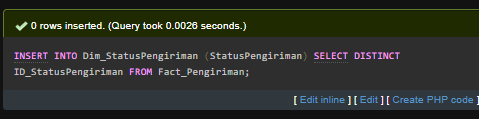 0 rows inserted. (Query took 0.0026 seconds.)
INSERT INTO Dim_StatusPengiriman (StatusPengiriman) SELECT DISTINCT
ID_StatusPengiriman FROM Fact_Pengiriman;
[ Edit inline ] [ Edit ] [ Create PHP code ]